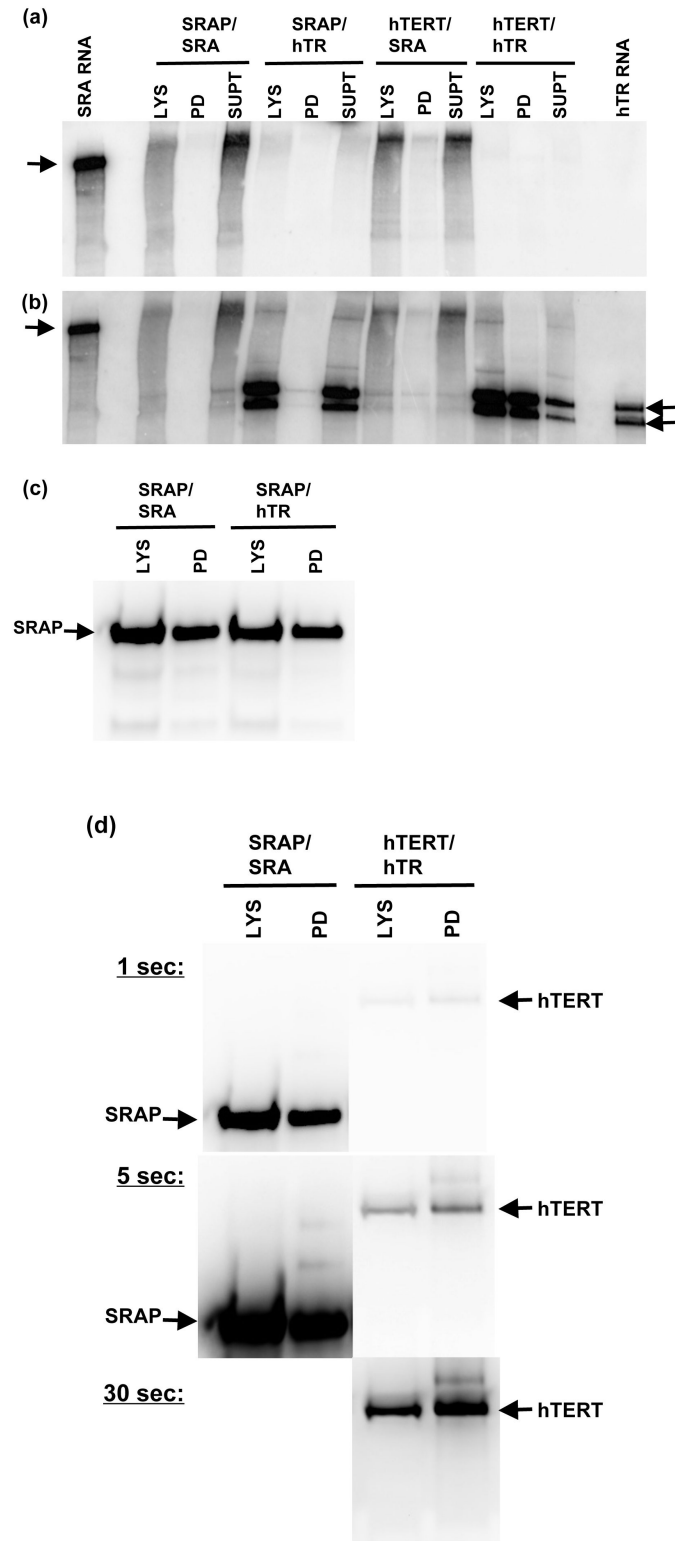 (a)
SRAP/ SRAP/ hTERT/ hTERT/
SRA hTR SRA hTR
SRA RNA LYS PD SUPT LYS PD SUPT LYS PD SUPT LYS PD SUPT hTR RNA
(b)
(c)
SRAP/ SRAP/
SRA hTR
LYS PD LYS PD
SRAP
(d)
SRAP/ hTERT/
SRA hTR
LYS PD LYS PD
1 sec:
hTERT
SRAP
5 sec:
hTERT
SRAP
30 sec:
hTERT